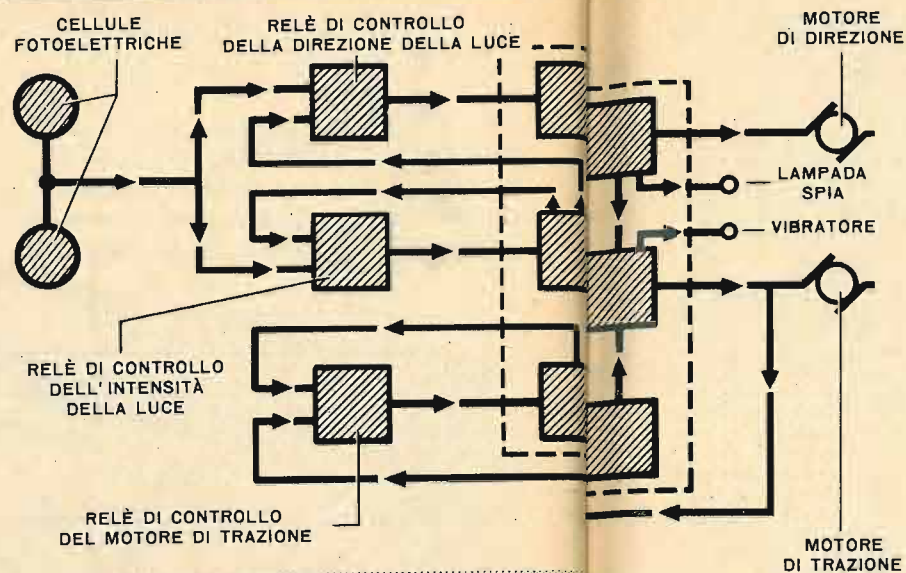 CELLULE
FOTOELETTRICHE
RELÈ DI CONTROLLO
DELLA DIREZIONE DELLA LUCE
MOTORE
DI DIREZIONE
LAMPADA
SPIA
VIBRATORE
RELÈ DI CONTROLLO
DELL'INTENSITÀ
DELLA LUCE
RELÈ DI CONTROLLO
DEL MOTORE DI TRAZIONE
MOTORE
DI TRAZIONE